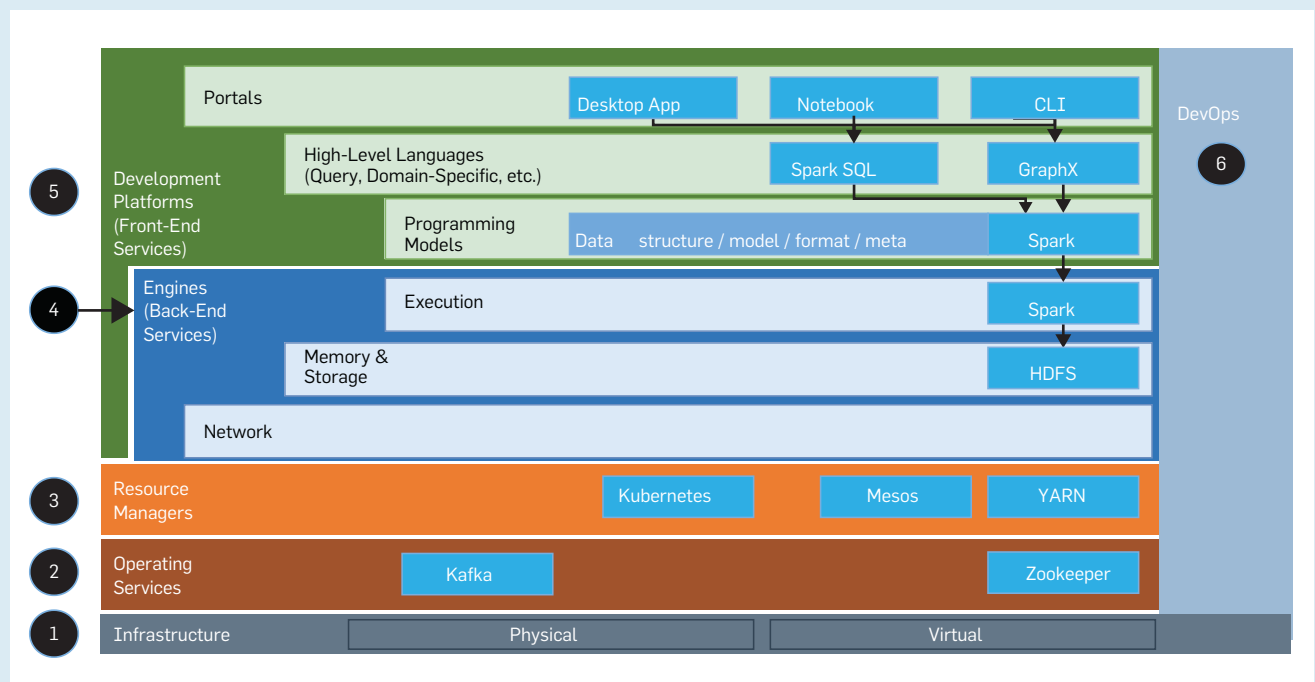 Portals
Desktop App
Notebook
CLI
DevOps
6
High-Level Languages
(Query, Domain-Specific, etc.)
Spark SQL
GraphX
5
Development
Platforms
(Front-End
Services)
Programming
Models
Data structure / model / format / meta
Spark
4
Engines
(Back-End
Services)
Execution
Spark
Memory &
Storage
HDFS
Network
3
Resource
Managers
Kubernetes
Mesos
YARN
2
Operating
Services
Kafka
Zookeeper
1
Infrastructure
Physical
Virtual